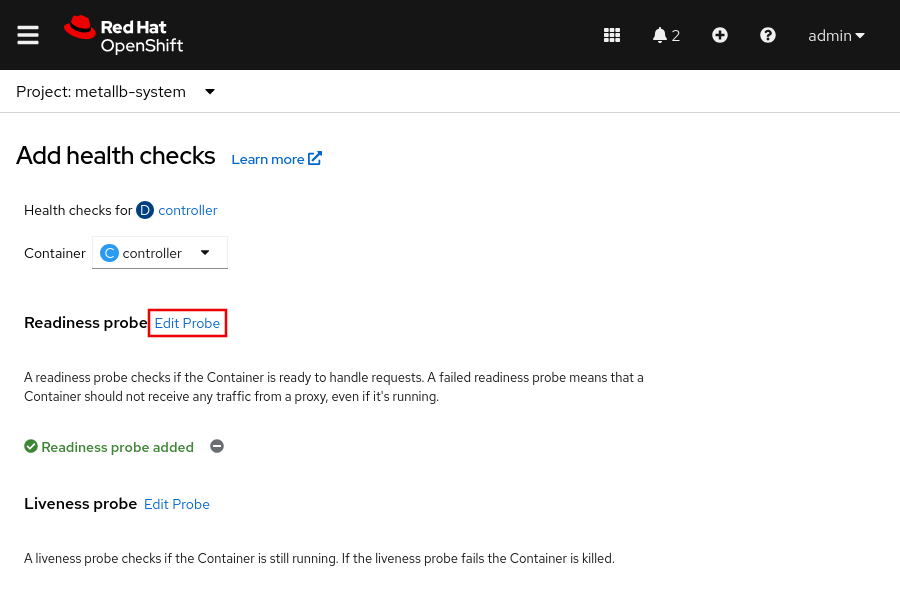 Red Hat
OpenShift
2
admin
Project: metallb-system
Add health checks Learn more
Health checks for D controller
Container C controller
Readiness probe Edit Probe
A readiness probe checks if the Container is ready to handle requests. A failed readiness probe means that a
Container should not receive any traffic from a proxy, even if it's running.
Readiness probe added
Liveness probe Edit Probe
A liveness probe checks if the Container is still running. If the liveness probe fails the Container is killed.